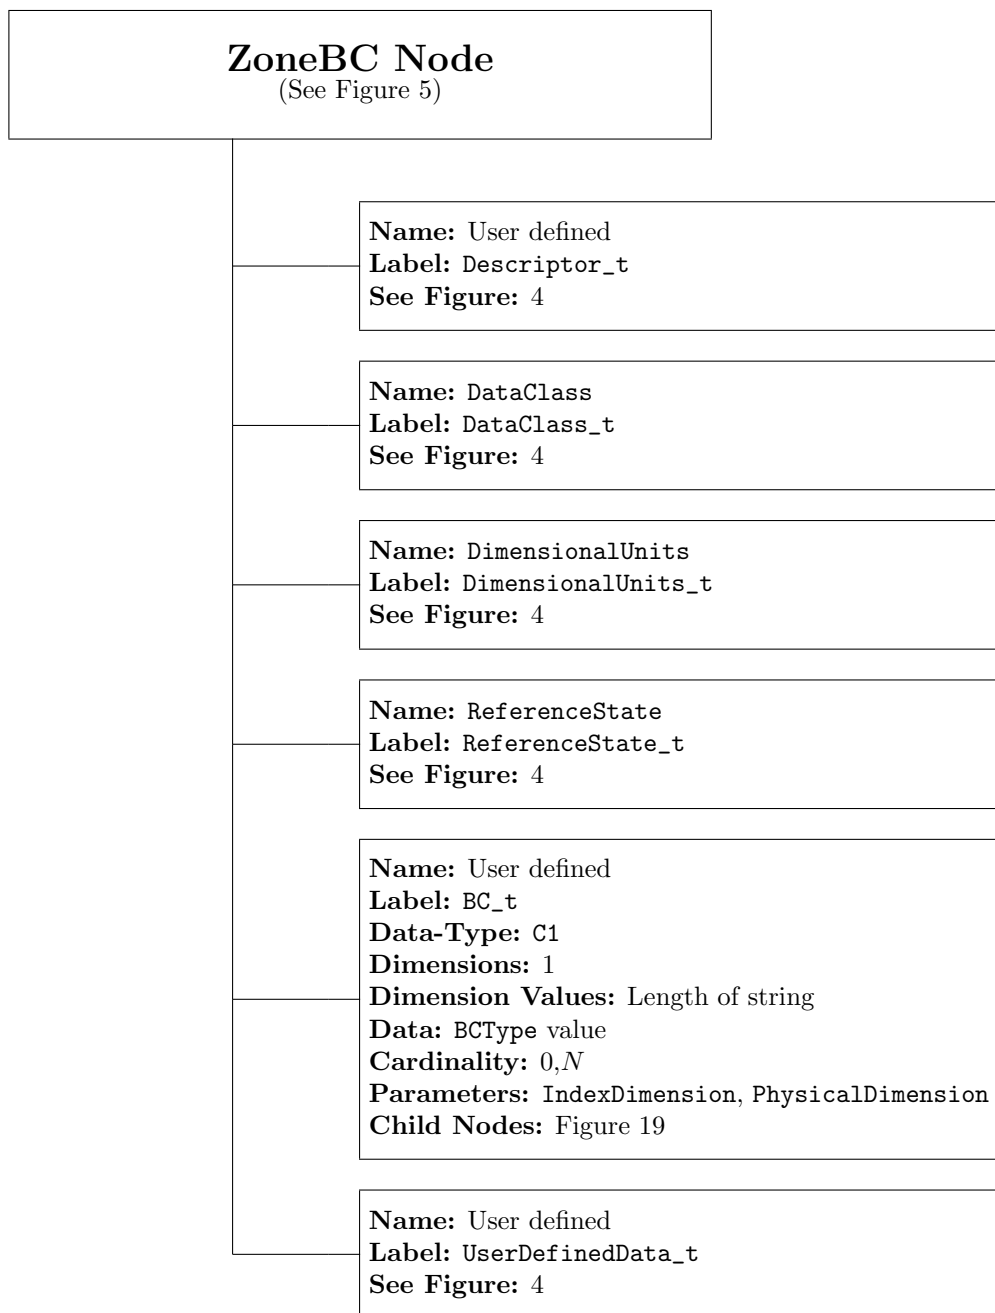 ZoneBC Node
(See Figure 5)
Name: User defined
Label: Descriptor_t
See Figure: 4
Name: DataClass
Label: DataClass_t
See Figure: 4
Name: DimensionalUnits
Label: DimensionalUnits_t
See Figure: 4
Name: ReferenceState
Label: ReferenceState_t
See Figure: 4
Name: User defined
Label: BC_t
Data-Type: C1
Dimensions: 1
Dimension Values: Length of string
Data: BCType value
Cardinality: 0,N
Parameters: IndexDimension, PhysicalDimension
Child Nodes: Figure 19
Name: User defined
Label: UserDefinedData_t
See Figure: 4